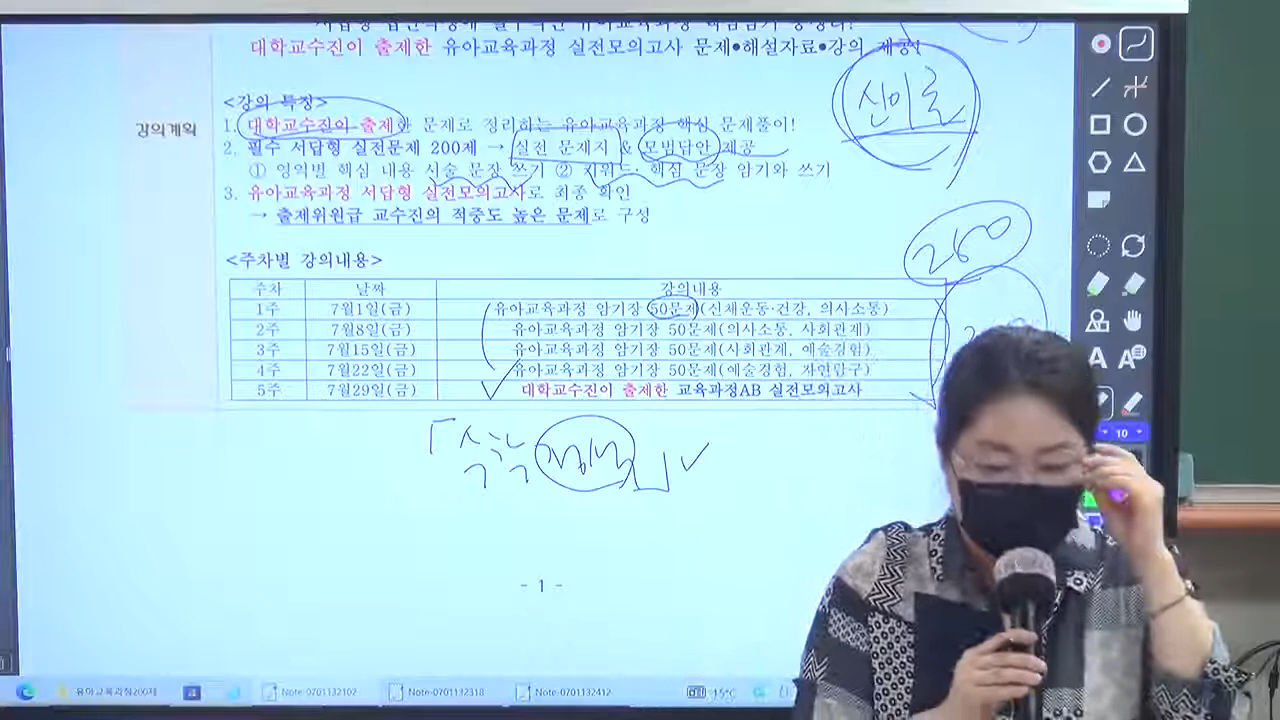 대학교수진이 출제한 유아교육과정 실전모의고사 문제•해설자료•강의 제공!
강의계획
<강의 특징>
1. 대학교수진이 출제한 문제로 정리하는 유아교육과정 핵심 문제풀이!
2. 필수 서답형 실전문제 200제 → 실전 문제지 & 모범답안 제공
① 영역별 핵심 내용 서술 문장 쓰기 ② 키워드, 핵심 문장 암기와 쓰기
3. 유아교육과정 서답형 실전모의고사로 최종 확인
→ 출제위원급 교수진의 적중도 높은 문제로 구성
신이론
250
<주차별 강의내용>
주차 날짜 강의내용
1주 7월1일(금) 유아교육과정 암기장 50문제(신체운동·건강, 의사소통)
2주 7월8일(금) 유아교육과정 암기장 50문제(의사소통, 사회관계)
3주 7월15일(금) 유아교육과정 암기장 50문제(사회관계, 예술경험)
4주 7월22일(금) 유아교육과정 암기장 50문제(예술경험, 자연탐구)
5주 7월29일(금) 대학교수진이 출제한 교육과정AB 실전모의고사
- 1 -
A A
10
유아교육과정200제 Note-0701132102 Note-0701132318 Note-0701132412 15°C